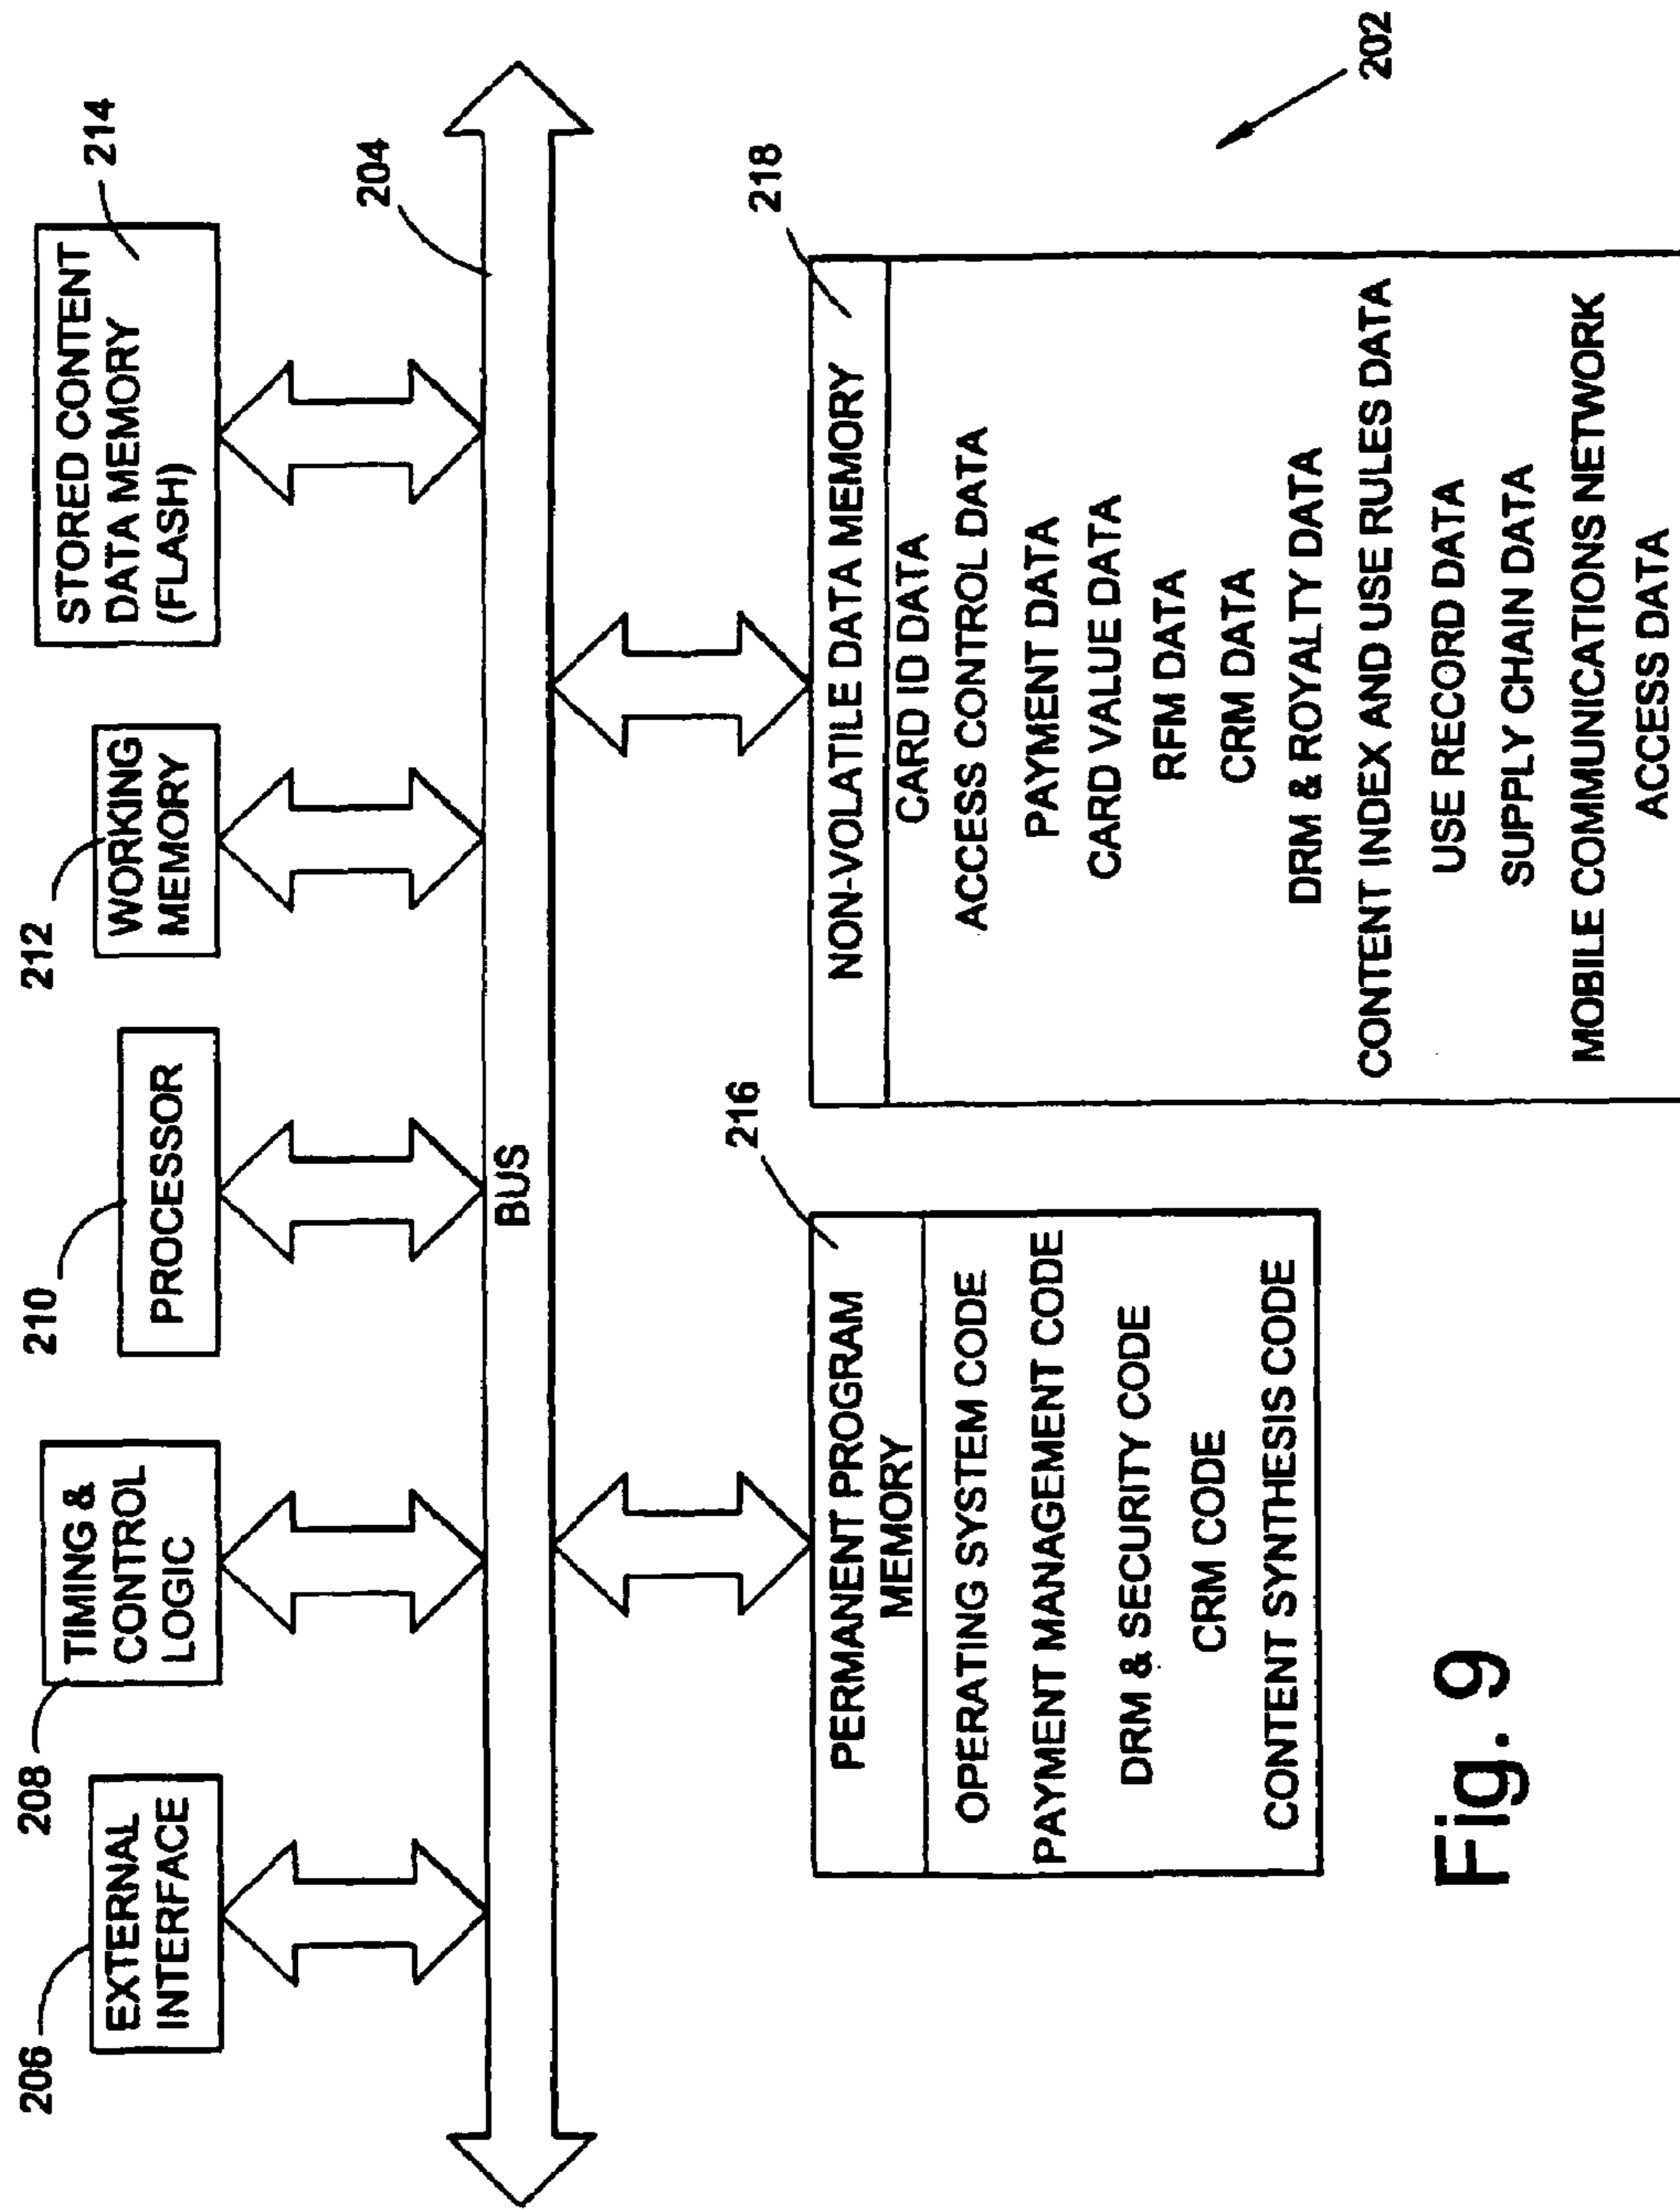 206
EXTERNAL
INTERFACE
208
TIMING &
CONTROL
LOGIC
210
PROCESSOR
212
WORKING
MEMORY
STORED CONTENT
DATA MEMORY
(FLASH)
214
204
BUS
216
PERMANENT PROGRAM
MEMORY
OPERATING SYSTEM CODE
PAYMENT MANAGEMENT CODE
DRM & SECURITY CODE
CRM CODE
CONTENT SYNTHESIS CODE
218
NON-VOLATILE DATA MEMORY
CARD ID DATA
ACCESS CONTROL DATA
PAYMENT DATA
CARD VALUE DATA
RFM DATA
CRM DATA
DRM & ROYALTY DATA
CONTENT INDEX AND USE RULES DATA
USE RECORD DATA
SUPPLY CHAIN DATA
MOBILE COMMUNICATIONS NETWORK
ACCESS DATA
202
Fig. 9